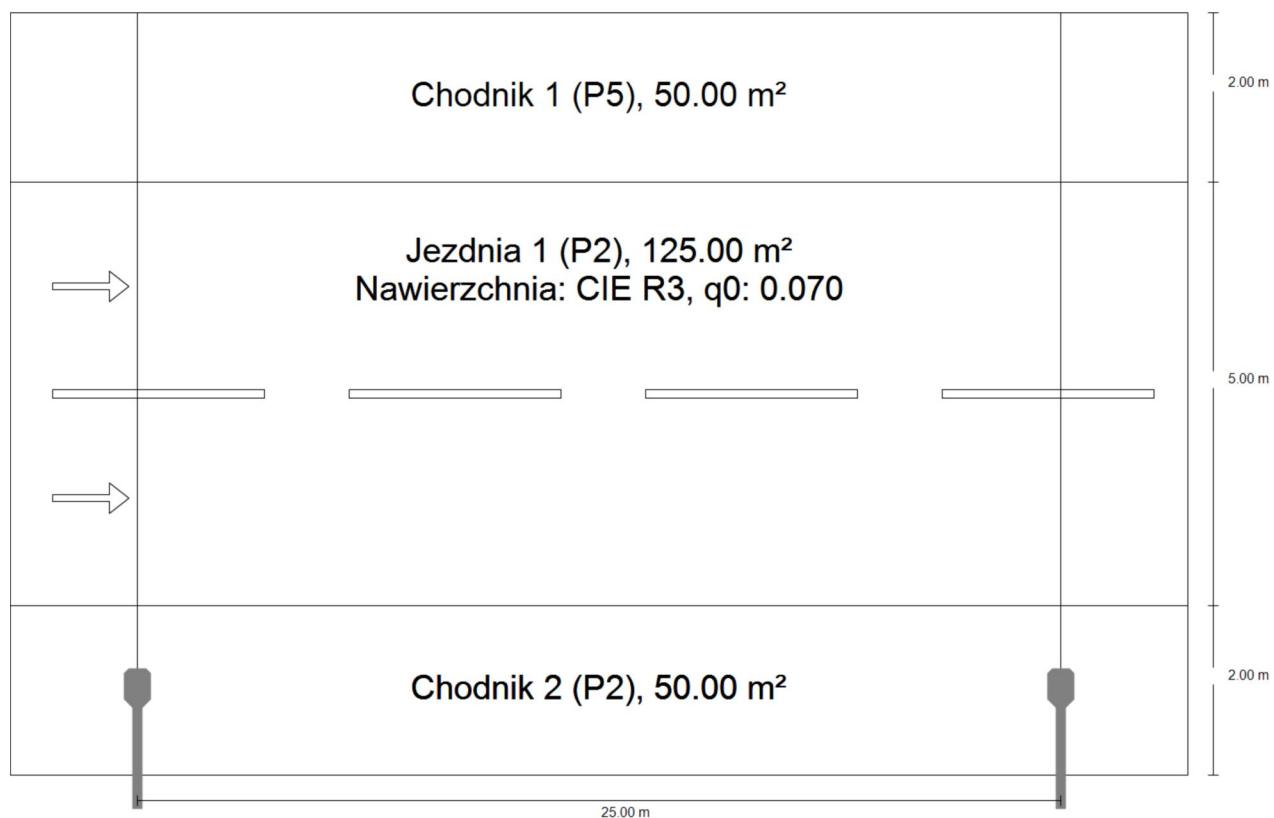 Chodnik 1 (P5), 50.00 m²
2.00 m
Jezdnia 1 (P2), 125.00 m²
Nawierzchnia: CIE R3, q0: 0.070
5.00 m
Chodnik 2 (P2), 50.00 m²
2.00 m
25.00 m